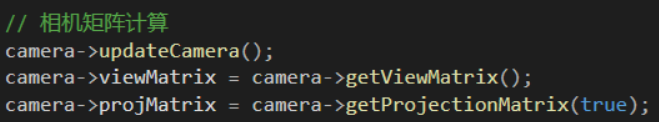 // 相机矩阵计算
camera->updateCamera();
camera->viewMatrix = camera->getViewMatrix();
camera->projMatrix = camera->getProjectionMatrix(true);